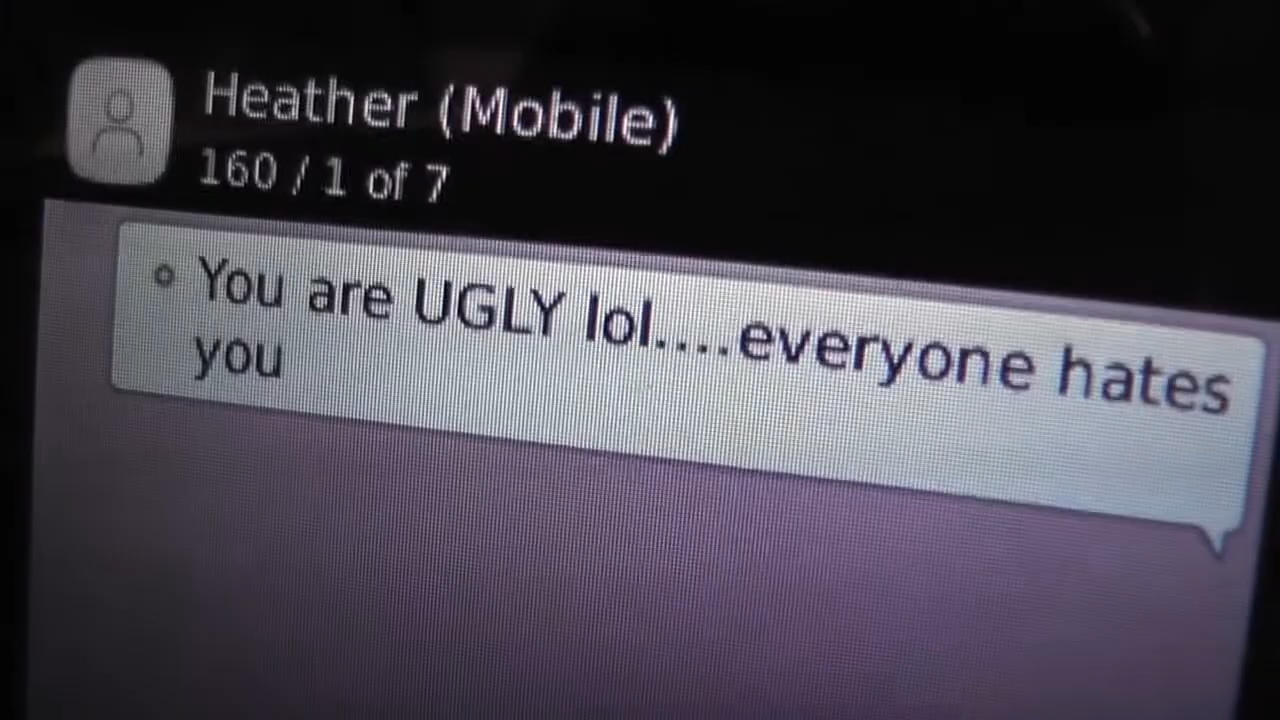 Heather (Mobile)
160 / 1 of 7
You are UGLY lol....everyone hates
you